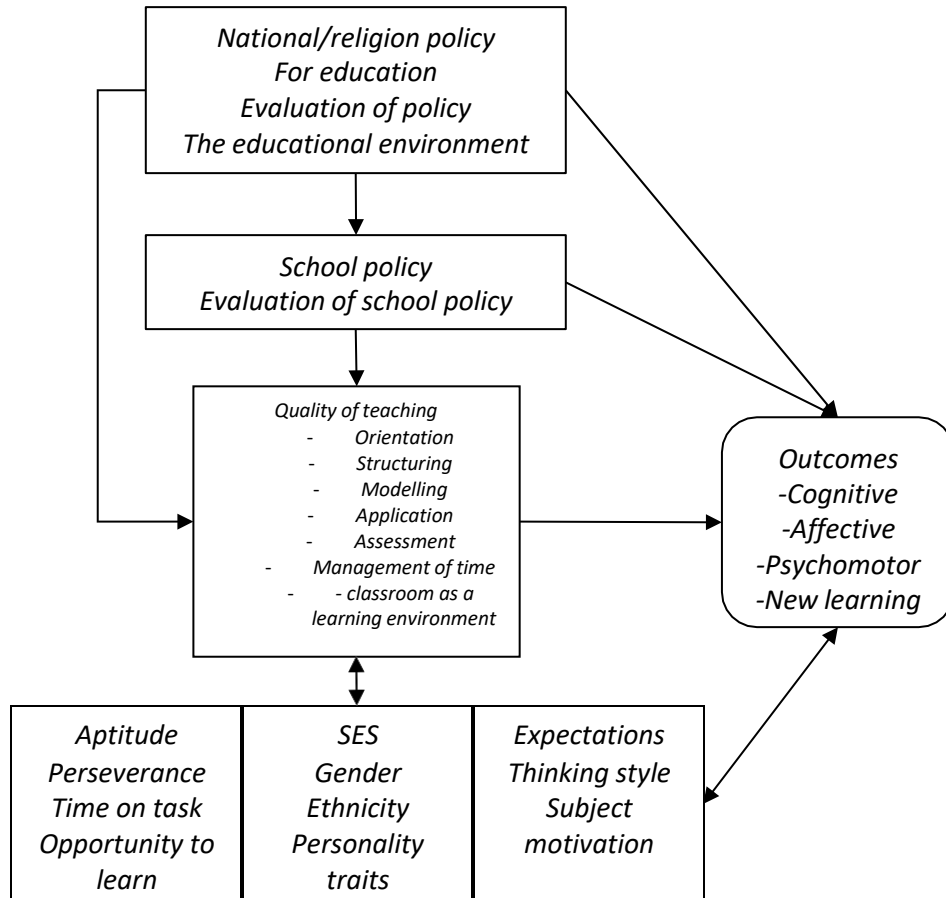 National/religion policy
For education
Evaluation of policy
The educational environment
School policy
Evaluation of school policy
Quality of teaching
- Orientation
- Structuring
- Modelling
- Application
- Assessment
- Management of time
- - classroom as a
learning environment
Outcomes
-Cognitive
-Affective
-Psychomotor
-New learning
Aptitude
Perseverance
Time on task
Opportunity to
learn
SES
Gender
Ethnicity
Personality
traits
Expectations
Thinking style
Subject
motivation